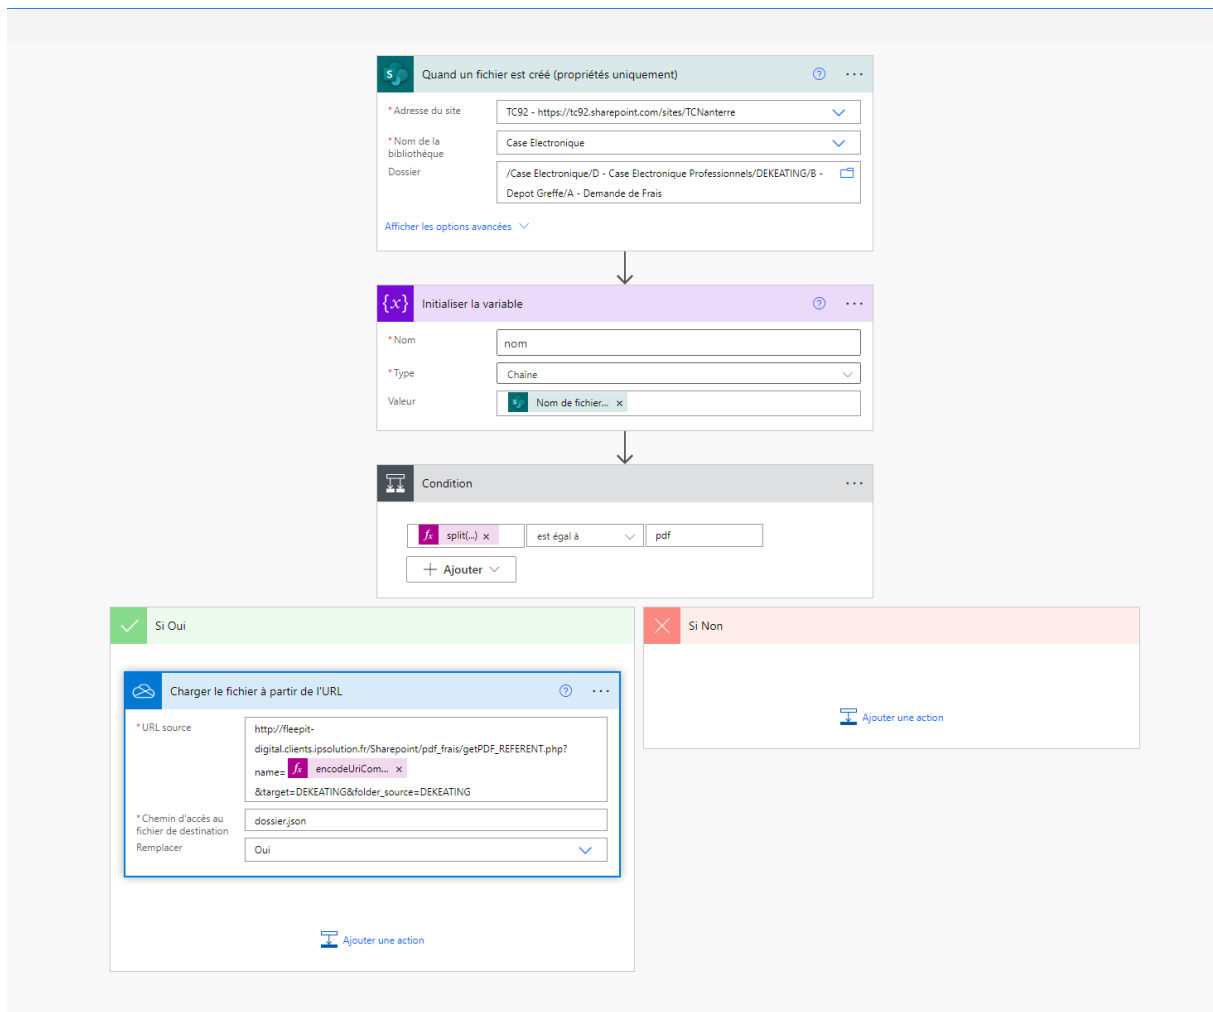 Quand un fichier est créé (propriétés uniquement)
* Adresse du site
TC92 - https://tc92.sharepoint.com/sites/TCNanterre
* Nom de la
bibliothèque
Case Electronique
Dossier
/Case Electronique/D - Case Electronique Professionnels/DEKEATING/B -
Depot Greffe/A - Demande de Frais
Afficher les options avancées
{x} Initialiser la variable
* Nom
nom
* Type
Chaîne
Valeur
Nom de fichier... ×
Condition
fx split(...) ×
est égal à
pdf
+ Ajouter
Si Oui
Si Non
Charger le fichier à partir de l'URL
* URL source
http://fleepit-
digital.clients.ipsolution.fr/Sharepoint/pdf_frais/getPDF_REFERENT.php?
name= fx encodeUriCom... ×
&target=DEKEATING&folder_source=DEKEATING
* Chemin d'accès au
fichier de destination
dossier.json
Remplacer
Oui
Ajouter une action
Ajouter une action